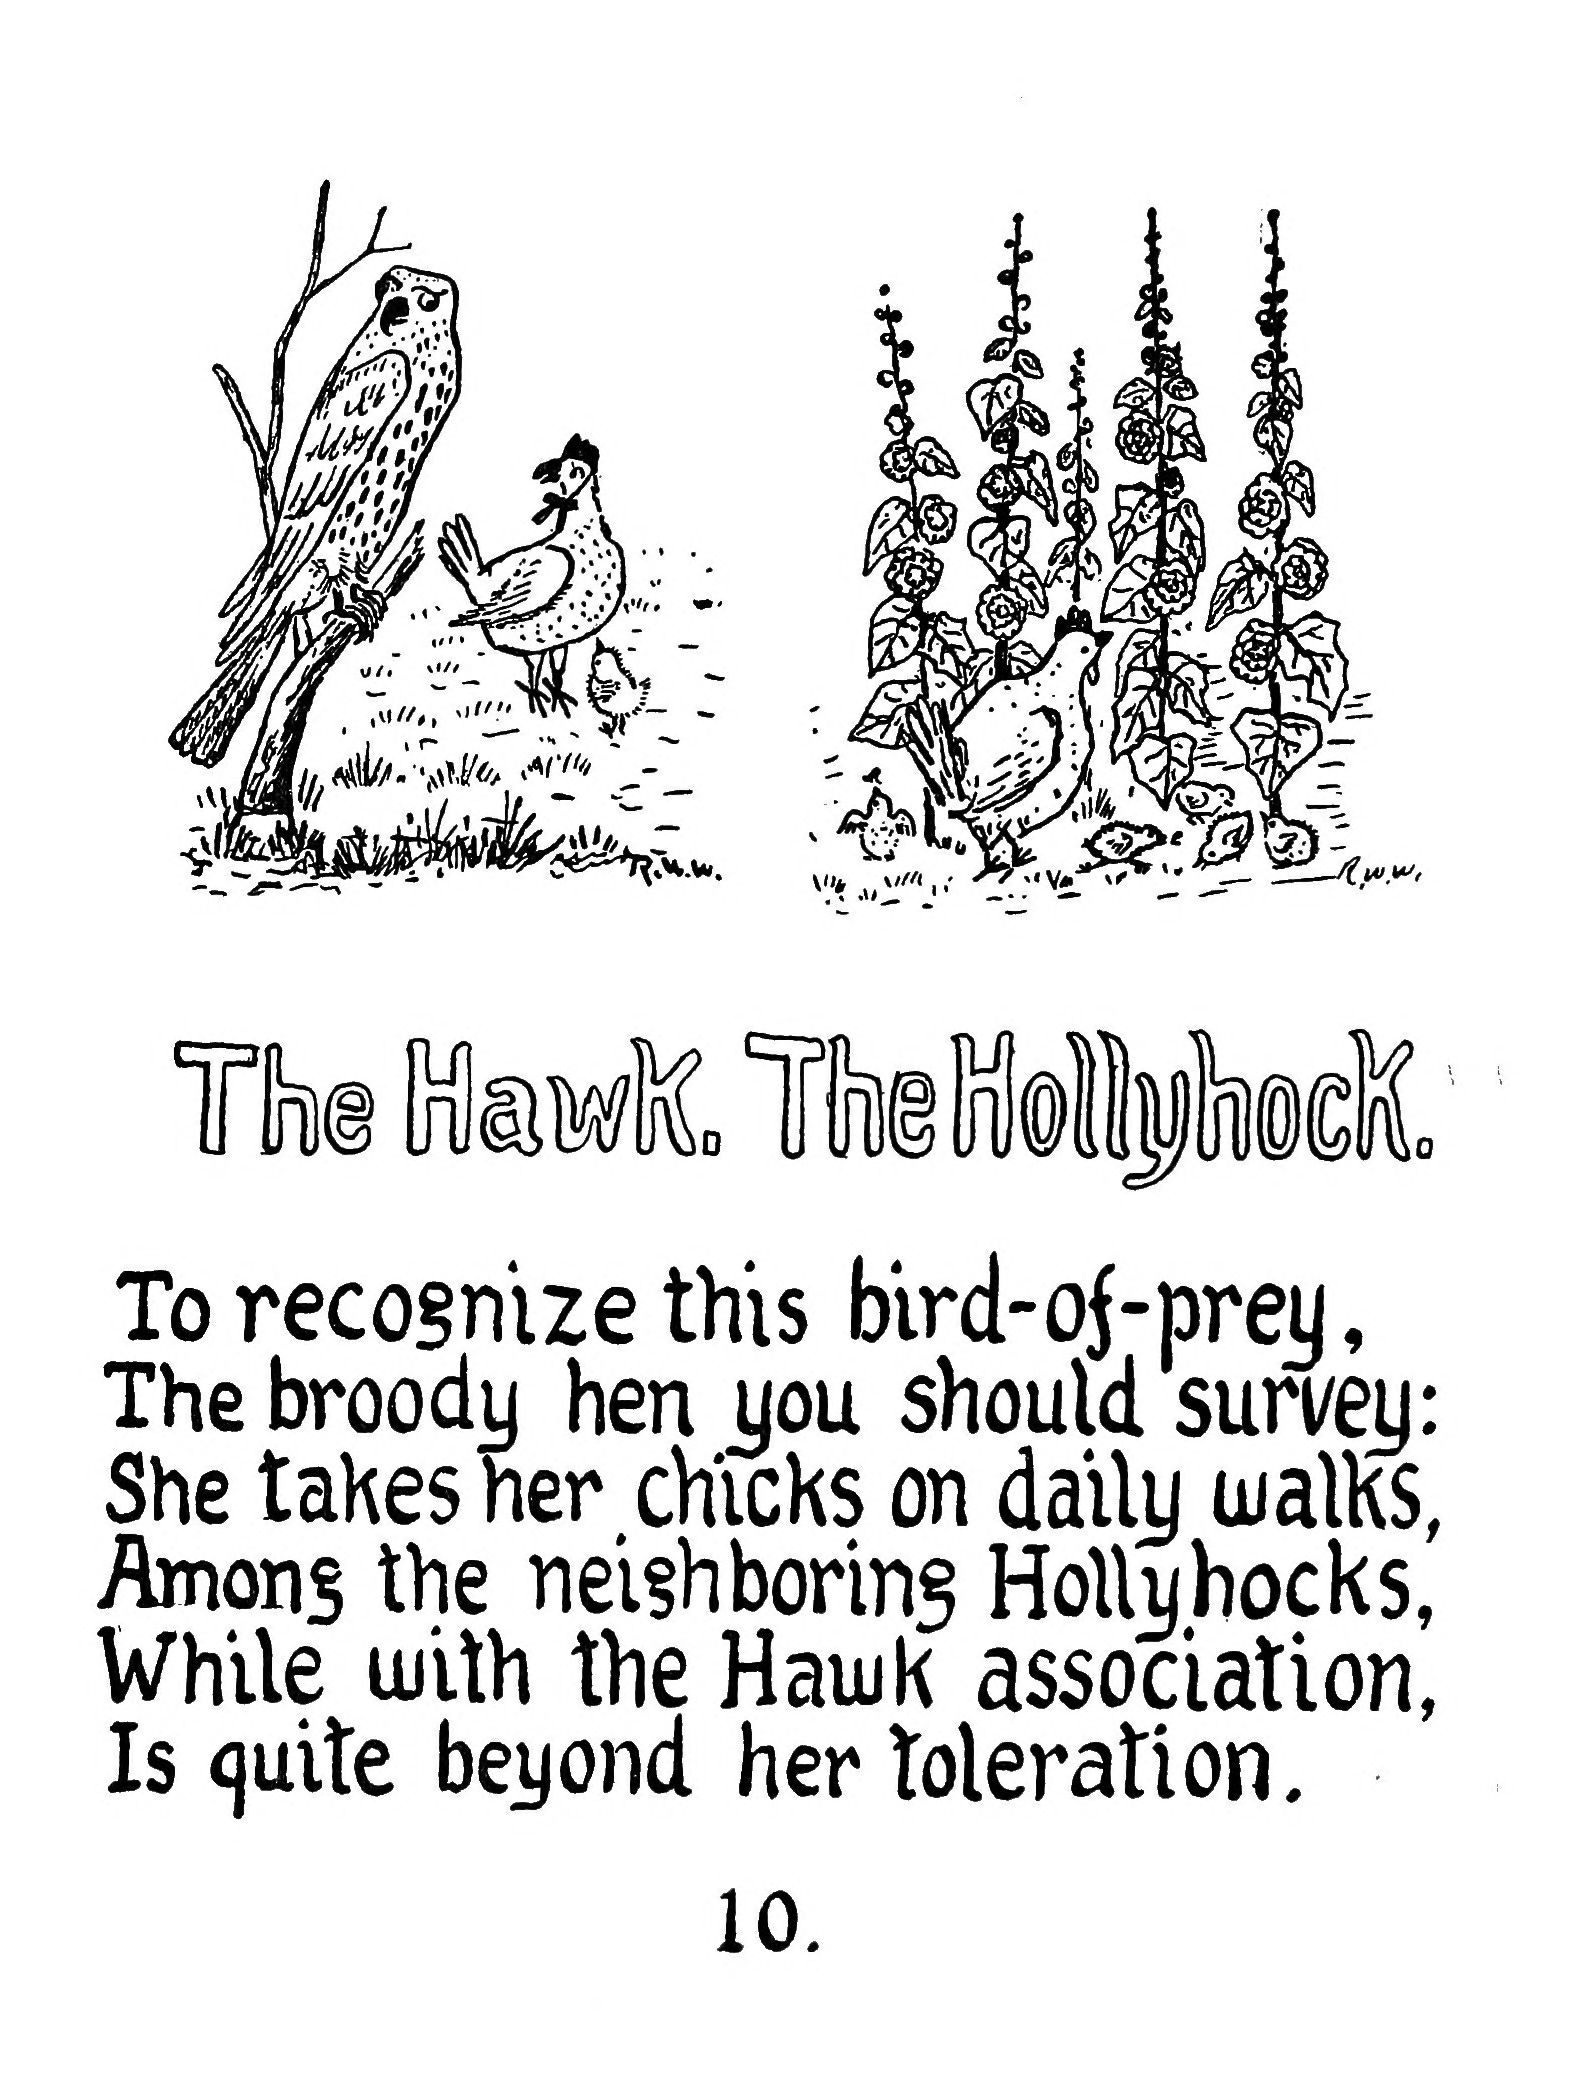 R.W.W.
R.W.W.
The Hawk. The Hollyhock.
To recognize this bird-of-prey,
The broody hen you should survey:
She takes her chicks on daily walks,
Among the neighboring Hollyhocks,
While with the Hawk association,
Is quite beyond her toleration.
10.